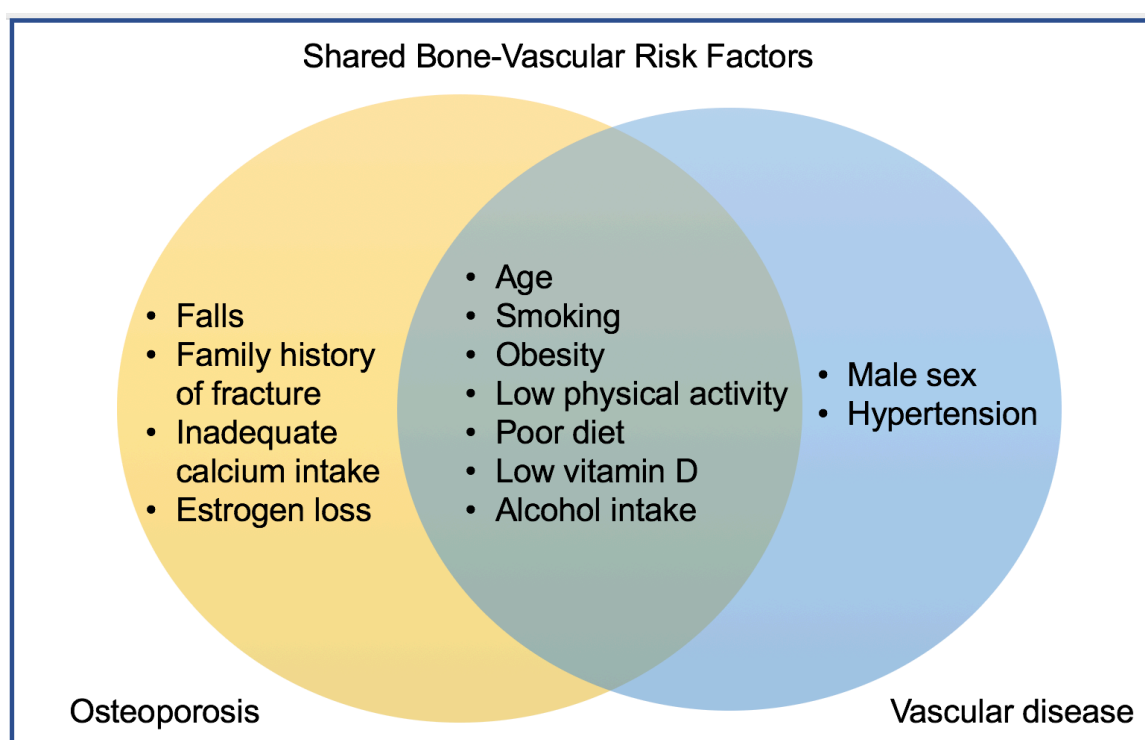 Shared Bone-Vascular Risk Factors
• Falls
• Family history
of fracture
• Inadequate
calcium intake
• Estrogen loss
• Age
• Smoking
• Obesity
• Low physical activity
• Poor diet
• Low vitamin D
• Alcohol intake
• Male sex
• Hypertension
Osteoporosis
Vascular disease